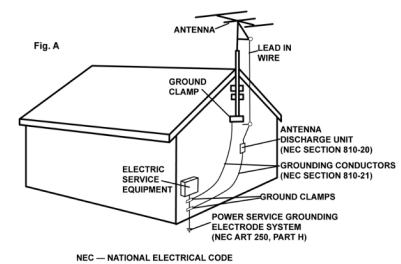 ANTENNA
Fig. A
LEAD IN
WIRE
GROUND
CLAMP
ANTENNA
DISCHARGE UNIT
(NEC SECTION 810-20)
ELECTRIC
SERVICE
EQUIPMENT
GROUNDING CONDUCTORS
(NEC SECTION 810-21)
GROUND CLAMPS
POWER SERVICE GROUNDING
ELECTRODE SYSTEM
(NEC ART 250, PART H)
NEC — NATIONAL ELECTRICAL CODE